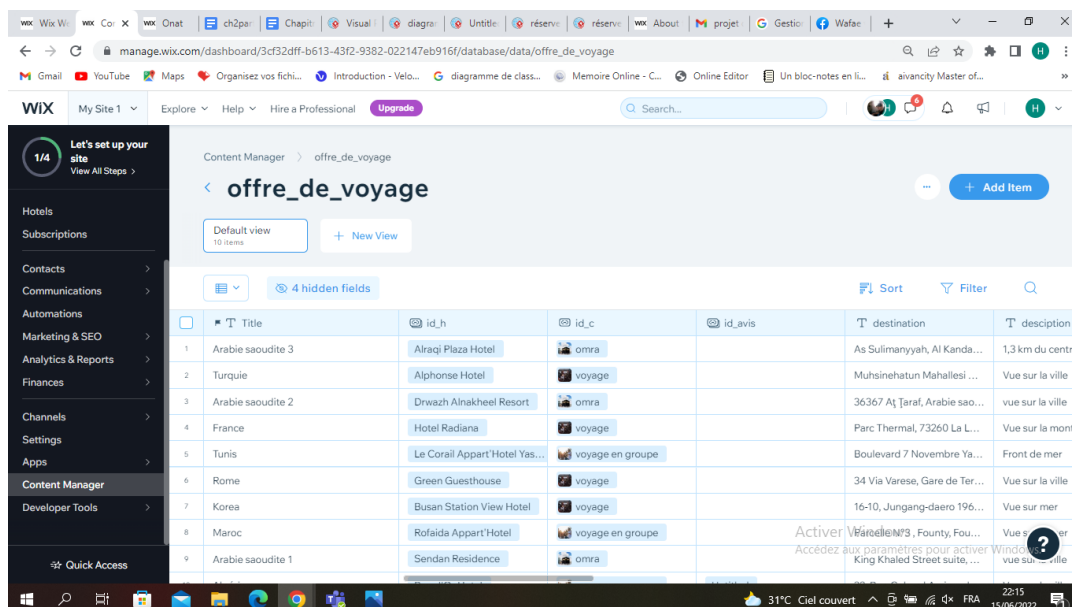 Wix We
Cor
Onat
ch2par
Chapit
Visual
diagrar
Untitle
réserve
réserve
About
projet
Gestio
Wafae
manage.wix.com/dashboard/3cf32dff-b613-43f2-9382-022147eb916f/database/data/offre_de_voyage
Gmail YouTube Maps Organisez vos fichi... Introduction - Velo... diagramme de class... Memoire Online - C... Online Editor Un bloc-notes en li... aivancity Master of... »
WiX My Site 1 Explore Help Hire a Professional Upgrade Search... 6 H
1/4 Let's set up your site
View All Steps >
Hotels
Subscriptions
Contacts
Communications
Automations
Marketing & SEO
Analytics & Reports
Finances
Channels
Settings
Apps
Content Manager
Developer Tools
Quick Access
Content Manager > offre_de_voyage
offre_de_voyage
... + Add Item
Default view
10 items
+ New View
4 hidden fields Sort Filter
Title id_h id_c id_avis destination desciption
1 Arabie saoudite 3 Alraqi Plaza Hotel omra As Sulimanyyah, Al Kanda... 1,3 km du centr
2 Turquie Alphonse Hotel voyage Muhsinehatun Mahallesi ... Vue sur la ville
3 Arabie saoudite 2 Drwazh Alnakheel Resort omra 36367 Aţ Ţaraf, Arabie sao... vue sur la ville
4 France Hotel Radiana voyage Parc Thermal, 73260 La L... Vue sur la mont
5 Tunis Le Corail Appart'Hotel Yas... voyage en groupe Boulevard 7 Novembre Ya... Front de mer
6 Rome Green Guesthouse voyage 34 Via Varese, Gare de Ter... Vue sur la ville
7 Korea Busan Station View Hotel voyage 16-10, Jungang-daero 196... Vue sur mer
8 Maroc Rofaida Appart'Hotel voyage en groupe Parcelle N°3 , Founty, Fou...
9 Arabie saoudite 1 Sendan Residence omra King Khaled Street suite, ... vue sur la ville
Activer Windows
Accédez aux paramètres pour activer Windows.
?
31°C Ciel couvert FRA 22:15
15/06/2022